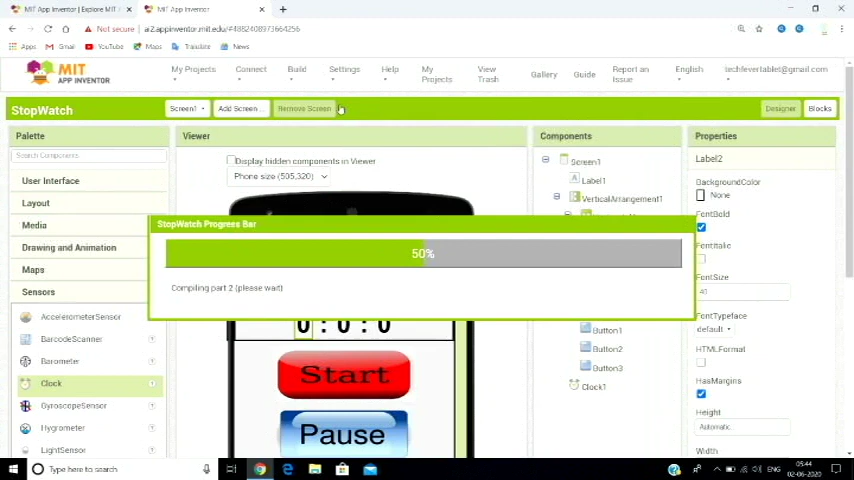 MIT App Inventor | Explore MIT A
MIT App Inventor
Not secure | ai2.appinventor.mit.edu/#4882408973664256
Apps Gmail YouTube Maps Translate News
MIT
APP INVENTOR
My Projects
Connect
Build
Settings
Help
My Projects
View Trash
Gallery
Guide
Report an Issue
English
techfevertablet@gmail.com
StopWatch
Screen1
Add Screen ...
Remove Screen
Designer
Blocks
Palette
Viewer
Components
Properties
Search Components...
User Interface
Layout
Media
Drawing and Animation
Maps
Sensors
AccelerometerSensor
BarcodeScanner
Barometer
Clock
GyroscopeSensor
Hygrometer
LightSensor
Display hidden components in Viewer
Phone size (505,320)
StopWatch Progress Bar
50%
Compiling part 2 (please wait)
0 : 0 : 0
Start
Pause
Screen1
Label1
VerticalArrangement1
Button1
Button2
Button3
Clock1
Label2
BackgroundColor
None
FontBold
FontItalic
FontSize
40
FontTypeface
default
HTMLFormat
HasMargins
Height
Automatic...
Width
Type here to search
ENG
05:44
02-06-2020